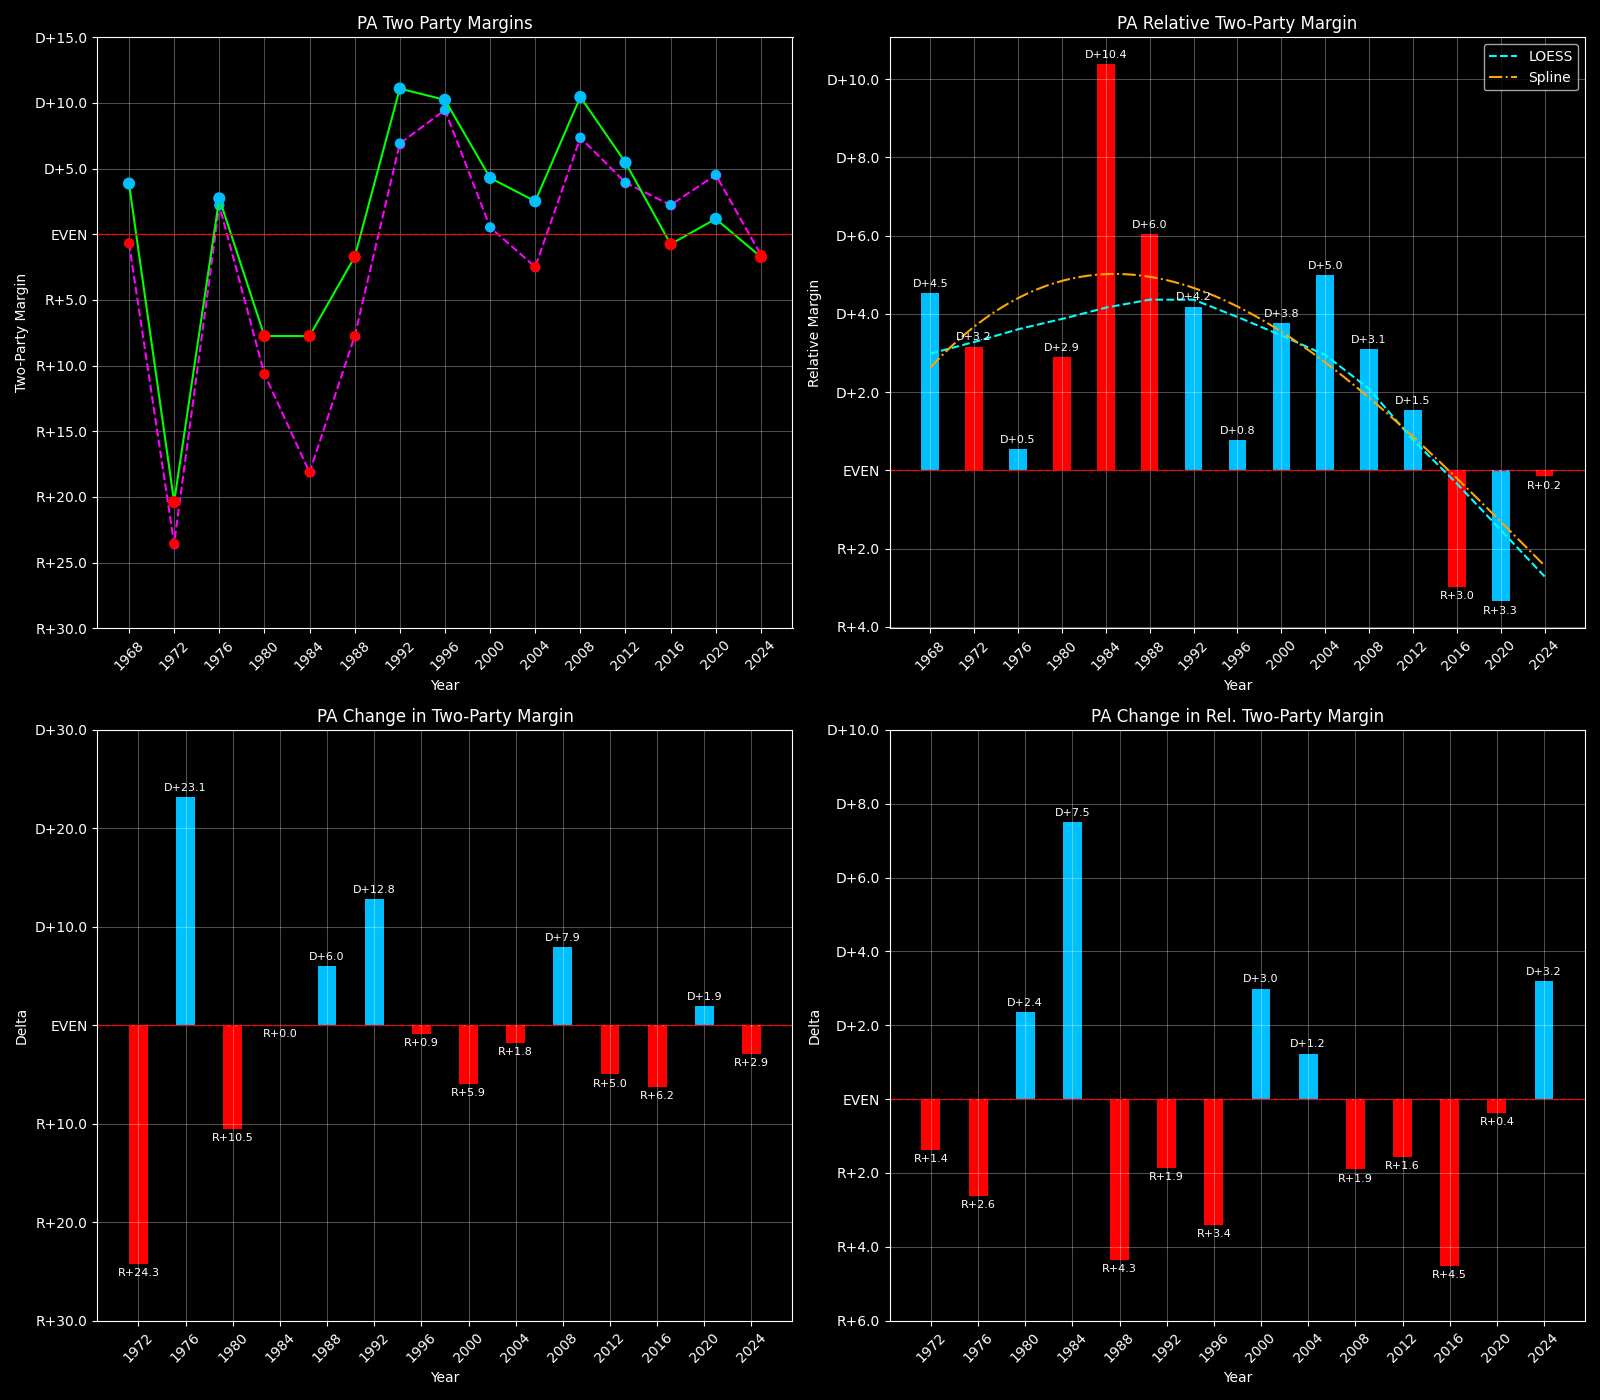 PA Two Party Margins
D+15.0
D+10.0
D+5.0
EVEN
R+5.0
R+10.0
R+15.0
R+20.0
R+25.0
R+30.0
Two-Party Margin
1968 1972 1976 1980 1984 1988 1992 1996 2000 2004 2008 2012 2016 2020 2024
Year
PA Relative Two-Party Margin
LOESS
Spline
D+10.0
D+8.0
D+6.0
D+4.0
D+2.0
EVEN
R+2.0
R+4.0
Relative Margin
D+4.5
D+3.2
D+0.5
D+2.9
D+10.4
D+6.0
D+4.2
D+0.8
D+3.8
D+5.0
D+3.1
D+1.5
R+3.0
R+3.3
R+0.2
1968 1972 1976 1980 1984 1988 1992 1996 2000 2004 2008 2012 2016 2020 2024
Year
PA Change in Two-Party Margin
D+30.0
D+20.0
D+10.0
EVEN
R+10.0
R+20.0
R+30.0
Delta
R+24.3
D+23.1
R+10.5
R+0.0
D+6.0
D+12.8
R+0.9
R+5.9
R+1.8
D+7.9
R+5.0
R+6.2
D+1.9
R+2.9
1972 1976 1980 1984 1988 1992 1996 2000 2004 2008 2012 2016 2020 2024
Year
PA Change in Rel. Two-Party Margin
D+10.0
D+8.0
D+6.0
D+4.0
D+2.0
EVEN
R+2.0
R+4.0
R+6.0
Delta
R+1.4
R+2.6
D+2.4
D+7.5
R+4.3
R+1.9
R+3.4
D+3.0
D+1.2
R+1.9
R+1.6
R+4.5
R+0.4
D+3.2
1972 1976 1980 1984 1988 1992 1996 2000 2004 2008 2012 2016 2020 2024
Year